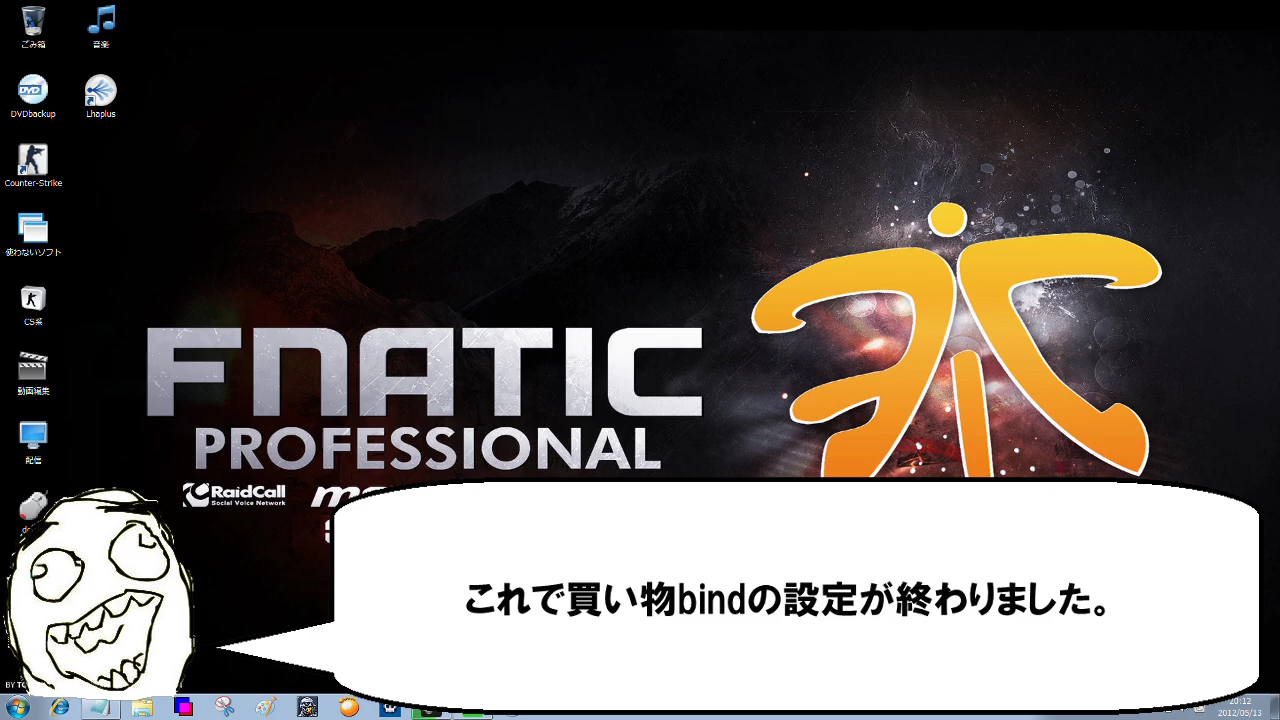 ごみ箱
音楽
DVD
DVDbackup
Lhaplus
Counter-Strike
使わないソフト
CS系
動画編集
配信
FNATIC
PROFESSIONAL
RaidCall
Social Voice Network
これで買い物bindの設定が終わりました。
20:12
2012/05/13